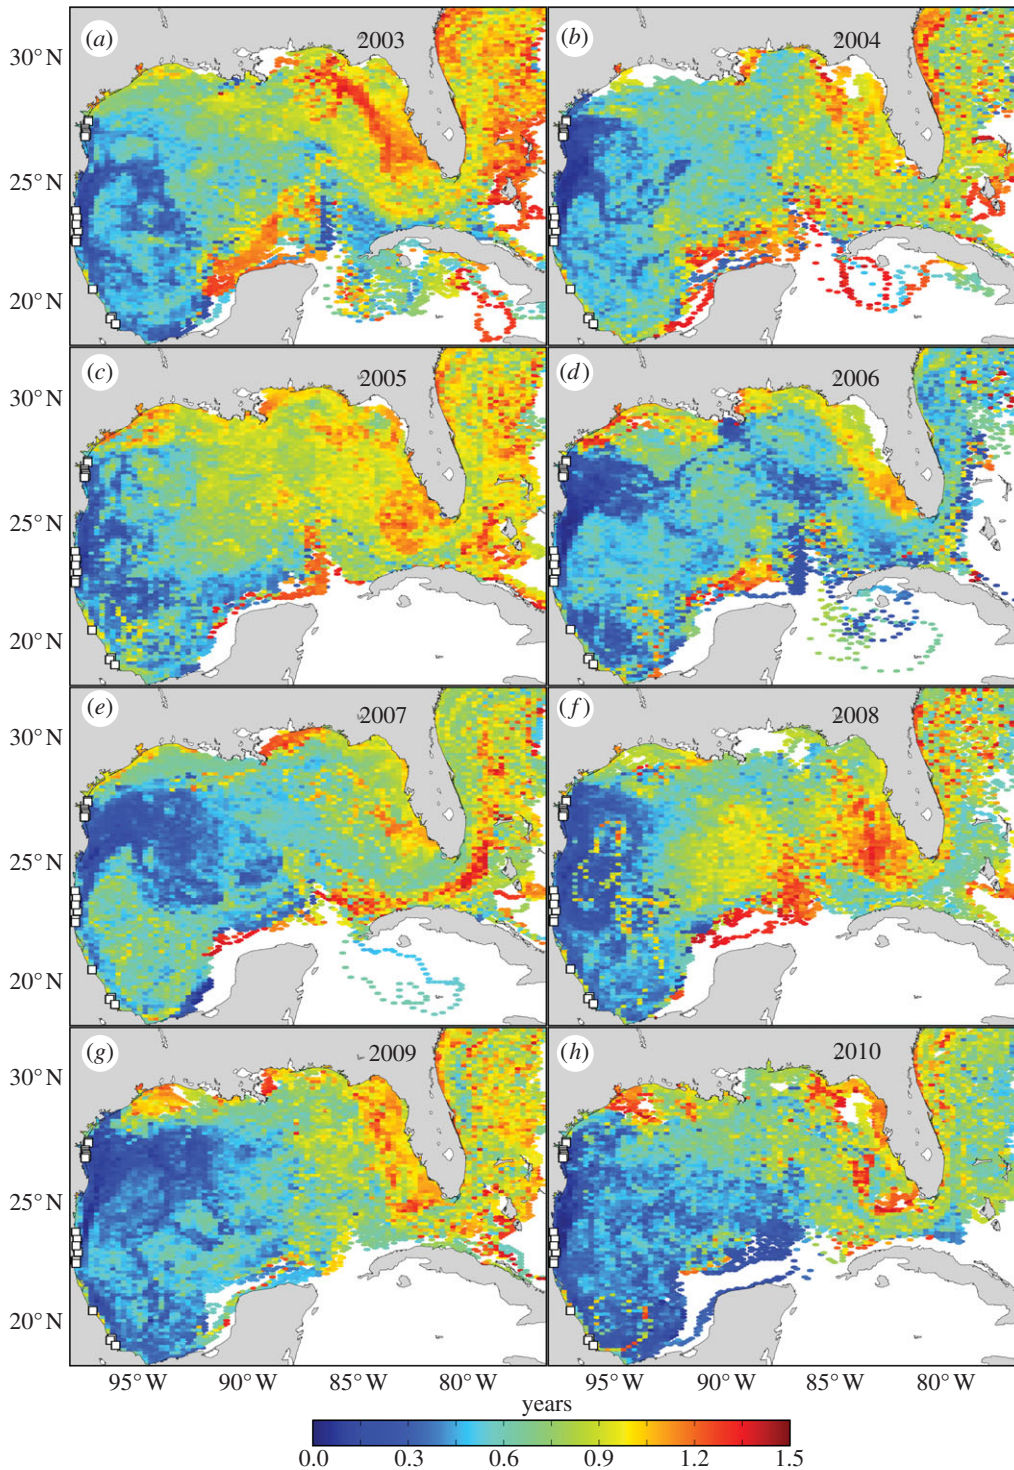 (a) 2003 (b) 2004
30° N
25° N
20° N
(c) 2005 (d) 2006
30° N
25° N
20° N
(e) 2007 (f) 2008
30° N
25° N
20° N
(g) 2009 (h) 2010
30° N
25° N
20° N
95° W 90° W 85° W 80° W 95° W 90° W 85° W 80° W
years
0.0 0.3 0.6 0.9 1.2 1.5